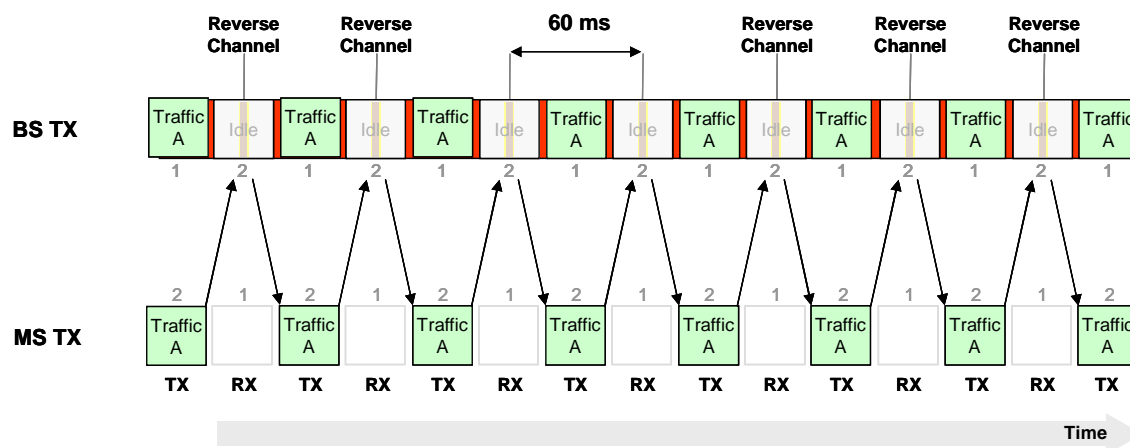 Reverse Channel Reverse Channel 60 ms Reverse Channel Reverse Channel Reverse Channel
BS TX
Traffic A Idle Traffic A Idle Traffic A Idle Traffic A Idle Traffic A Idle Traffic A Idle Traffic A Idle Traffic A
1 2 1 2 1 2 1 2 1 2 1 2 1 2 1
2 1 2 1 2 1 2 1 2 1 2 1 2 1 2
MS TX
Traffic A Traffic A Traffic A Traffic A Traffic A Traffic A Traffic A Traffic A
TX RX TX RX TX RX TX RX TX RX TX RX TX RX TX
Time